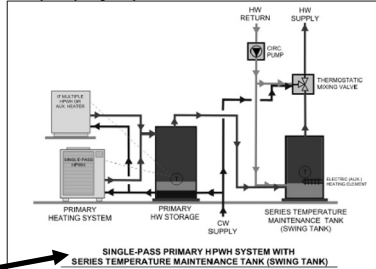 HW
RETURN
HW
SUPPLY
CIRC.
PUMP
THERMOSTATIC
MIXING VALVE
IF MULTIPLE
HPWH OR
AUX. HEATER
SINGLE-PASS
HPWH
T
T
ELECTRIC (AUX.)
HEATING ELEMENT
PRIMARY
HEATING SYSTEM
PRIMARY
HW STORAGE
CW
SUPPLY
SERIES TEMPERATURE
MAINTENANCE TANK
(SWING TANK)
SINGLE-PASS PRIMARY HPWH SYSTEM WITH
SERIES TEMPERATURE MAINTENANCE TANK (SWING TANK)